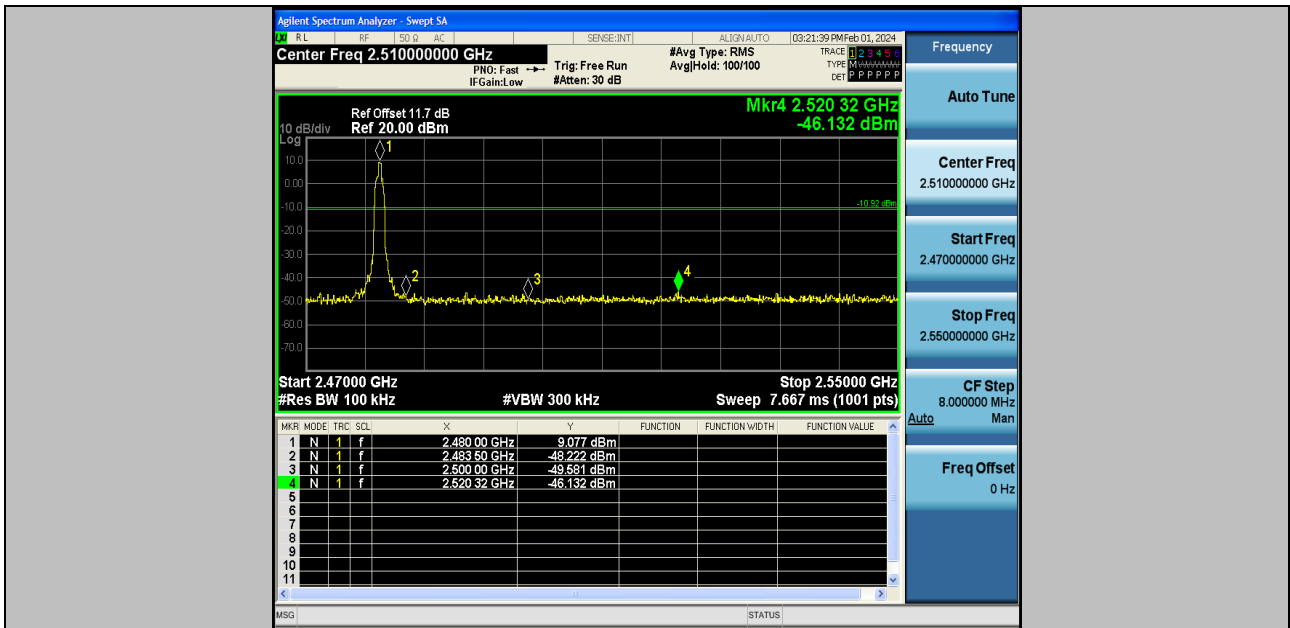 Agilent Spectrum Analyzer - Swept SA
RL RF 50 Ω AC SENSE:INT ALIGN AUTO 03:21:39 PM Feb 01, 2024
Center Freq 2.510000000 GHz
PNO: Fast
IFGain:Low
Trig: Free Run
#Atten: 30 dB
#Avg Type: RMS
Avg|Hold: 100/100
TRACE 1 2 3 4 5 6
TYPE M
DET P P P P P P
Ref Offset 11.7 dB
10 dB/div Ref 20.00 dBm
Log
Mkr4 2.520 32 GHz
-46.132 dBm
10.0
0.00
-10.0
-20.0
-30.0
-40.0
-50.0
-60.0
-70.0
1
2
3
4
-10.92 dBm
Start 2.47000 GHz Stop 2.55000 GHz
#Res BW 100 kHz #VBW 300 kHz Sweep 7.667 ms (1001 pts)
MKR MODE TRC SCL X Y FUNCTION FUNCTION WIDTH FUNCTION VALUE
1 N 1 f 2.480 00 GHz 9.077 dBm
2 N 1 f 2.483 50 GHz -48.222 dBm
3 N 1 f 2.500 00 GHz -49.581 dBm
4 N 1 f 2.520 32 GHz -46.132 dBm
5
6
7
8
9
10
11
MSG STATUS
Frequency
Auto Tune
Center Freq
2.510000000 GHz
Start Freq
2.470000000 GHz
Stop Freq
2.550000000 GHz
CF Step
8.000000 MHz
Auto Man
Freq Offset
0 Hz